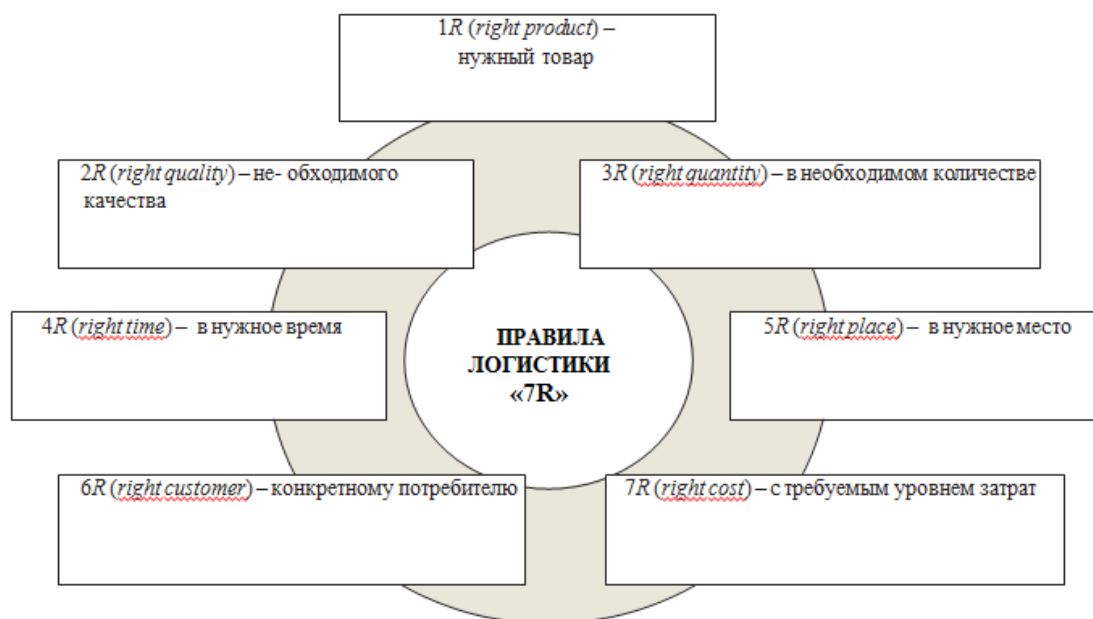 1R (right product) –
нужный товар
2R (right quality) – не- обходимого
качества
3R (right quantity) – в необходимом количестве
4R (right time) – в нужное время
ПРАВИЛА
ЛОГИСТИКИ
«7R»
5R (right place) – в нужное место
6R (right customer) – конкретному потребителю
7R (right cost) – с требуемым уровнем затрат